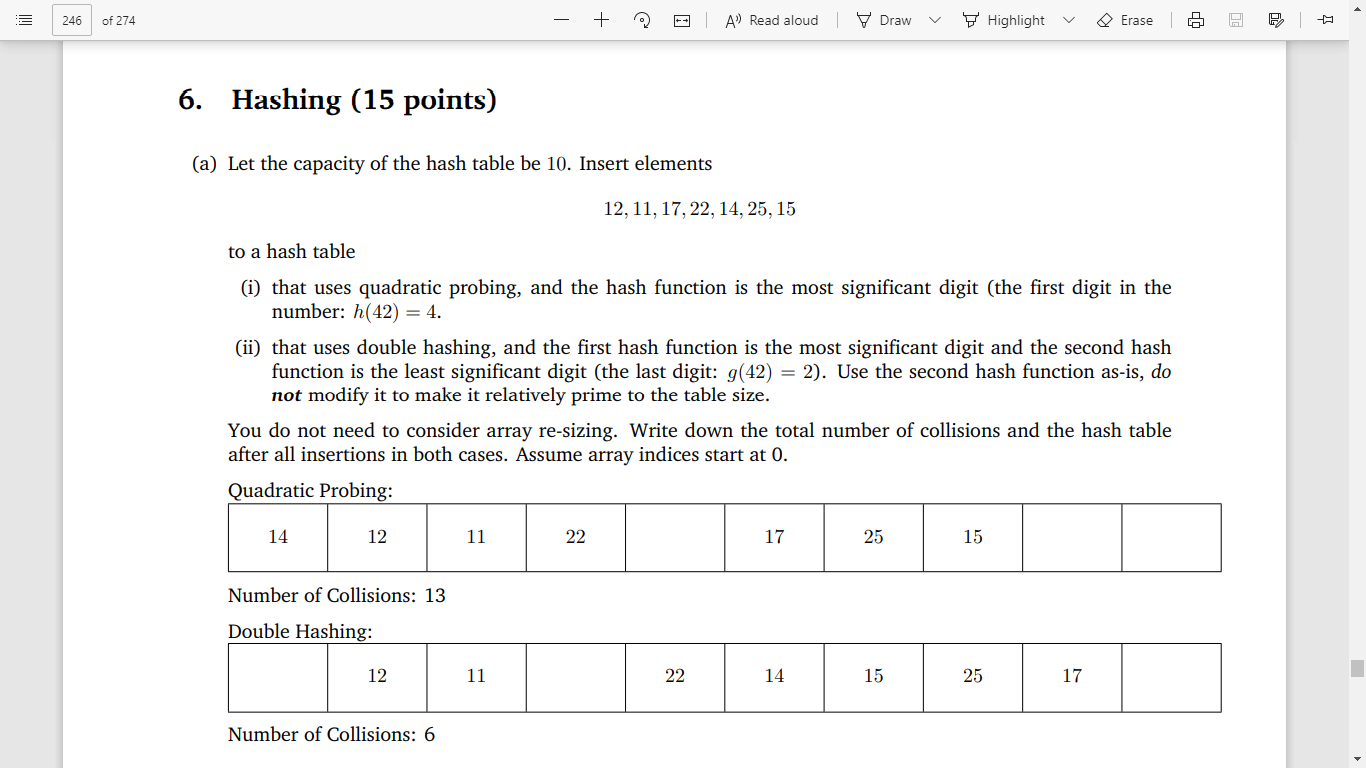 246 of 274 Read aloud Draw Highlight Erase
6. Hashing (15 points)
(a) Let the capacity of the hash table be 10. Insert elements
12, 11, 17, 22, 14, 25, 15
to a hash table
(i) that uses quadratic probing, and the hash function is the most significant digit (the first digit in the
number: h(42) = 4.
(ii) that uses double hashing, and the first hash function is the most significant digit and the second hash
function is the least significant digit (the last digit: g(42) = 2). Use the second hash function as-is, do
not modify it to make it relatively prime to the table size.
You do not need to consider array re-sizing. Write down the total number of collisions and the hash table
after all insertions in both cases. Assume array indices start at 0.
Quadratic Probing:
14 12 11 22 17 25 15
Number of Collisions: 13
Double Hashing:
12 11 22 14 15 25 17
Number of Collisions: 6